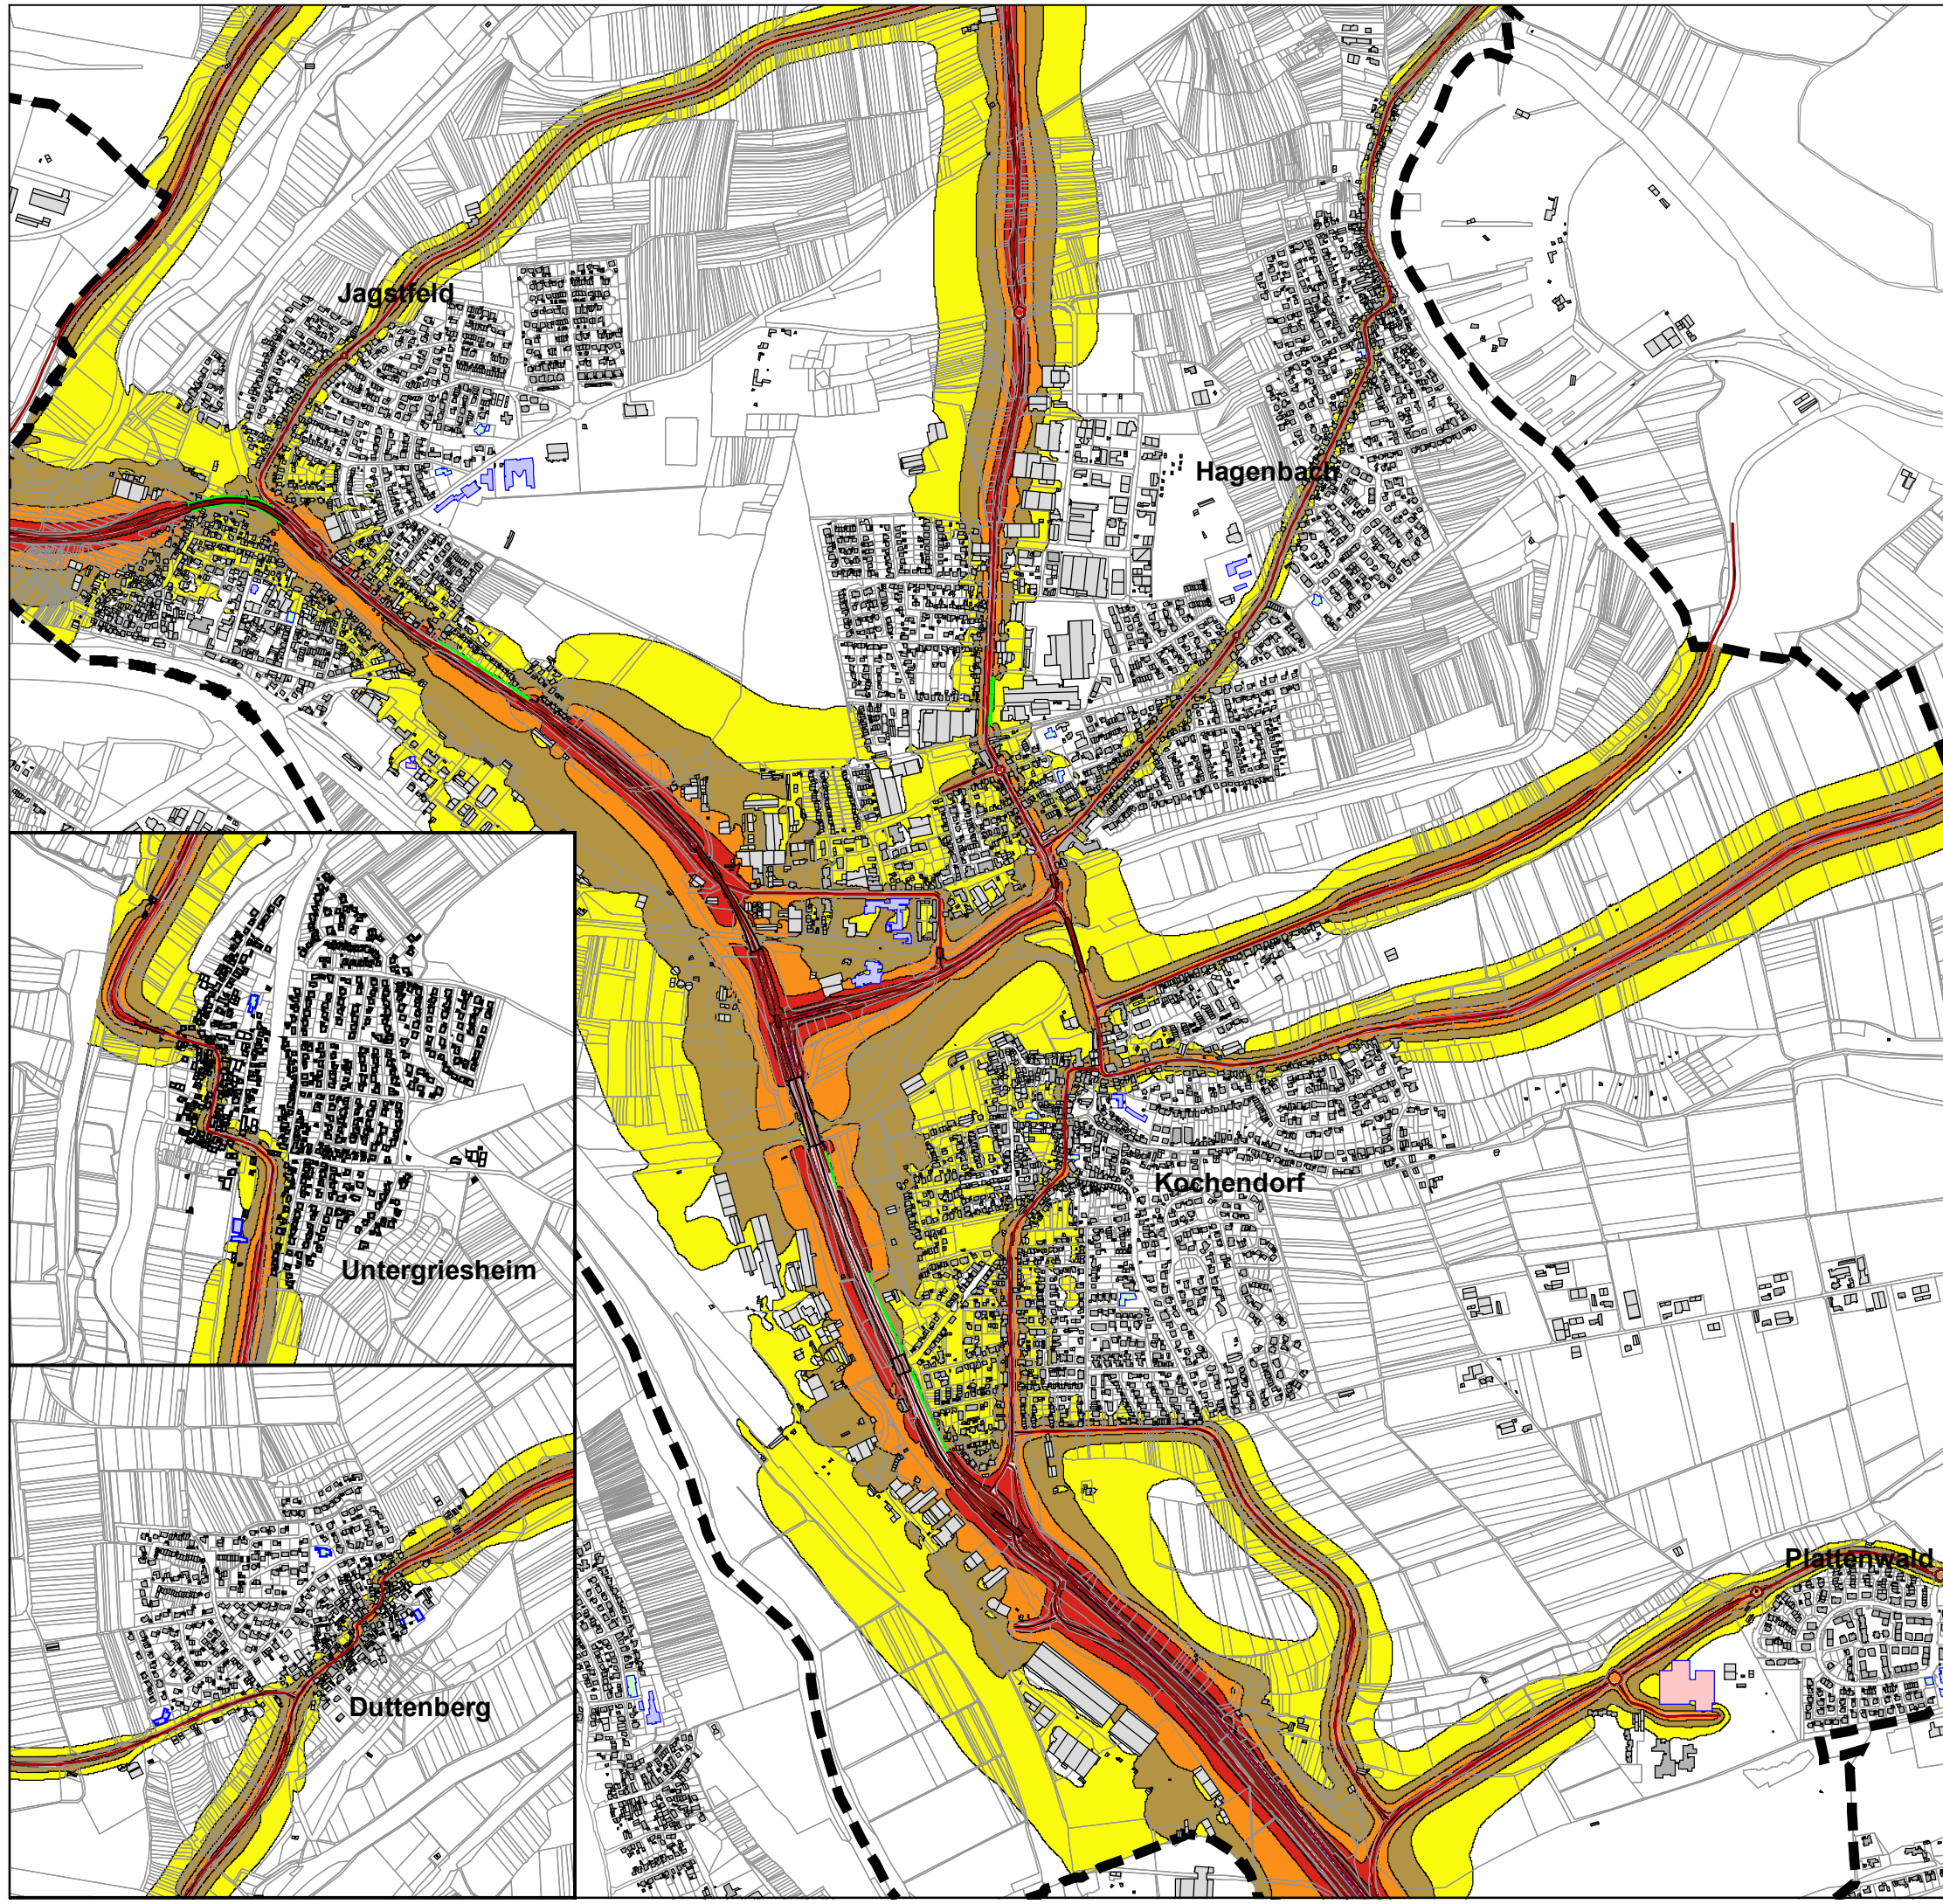 Jagstfeld
Hagenbach
Kochendorf
Untergriesheim
Plattenwald
Duttenberg